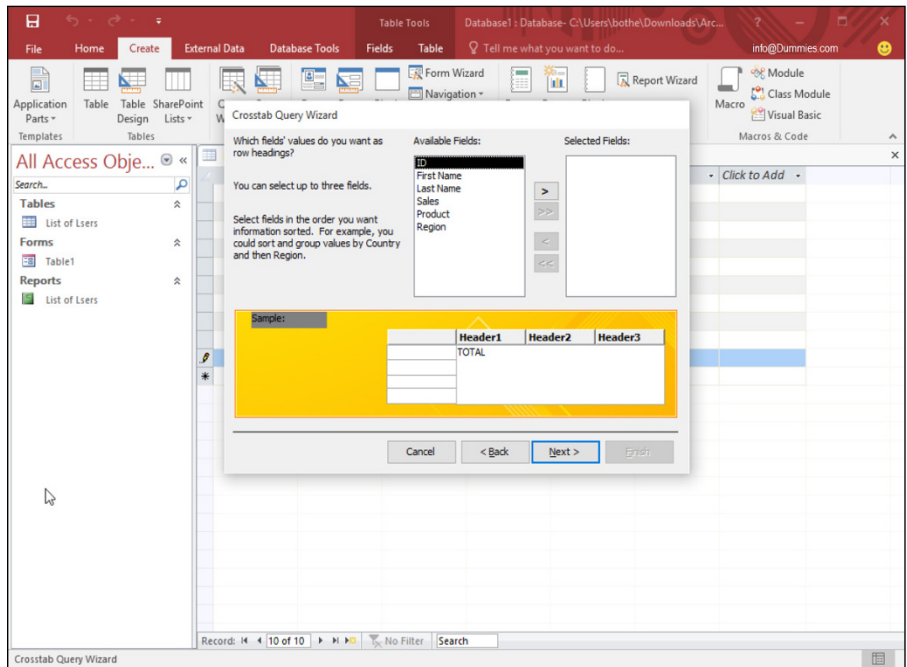 Table Tools
Database1 : Database- C:\Users\bothe\Downloads\Arc...
?
File
Home
Create
External Data
Database Tools
Fields
Table
Tell me what you want to do...
info@Dummies.com
Application
Parts
Templates
Table
Table
Design
SharePoint
Lists
Tables
Form Wizard
Navigation
Report Wizard
Macro
Module
Class Module
Visual Basic
Macros & Code
All Access Obje...
Search...
Tables
List of Lsers
Forms
Table1
Reports
List of Lsers
Click to Add
Crosstab Query Wizard
Which fields' values do you want as
row headings?
You can select up to three fields.
Select fields in the order you want
information sorted. For example, you
could sort and group values by Country
and then Region.
Available Fields:
ID
First Name
Last Name
Sales
Product
Region
>
>>
<
<<
Selected Fields:
Sample:
Header1 Header2 Header3
TOTAL
Cancel
< Back
Next >
Finish
Record: 10 of 10
No Filter
Search
Crosstab Query Wizard